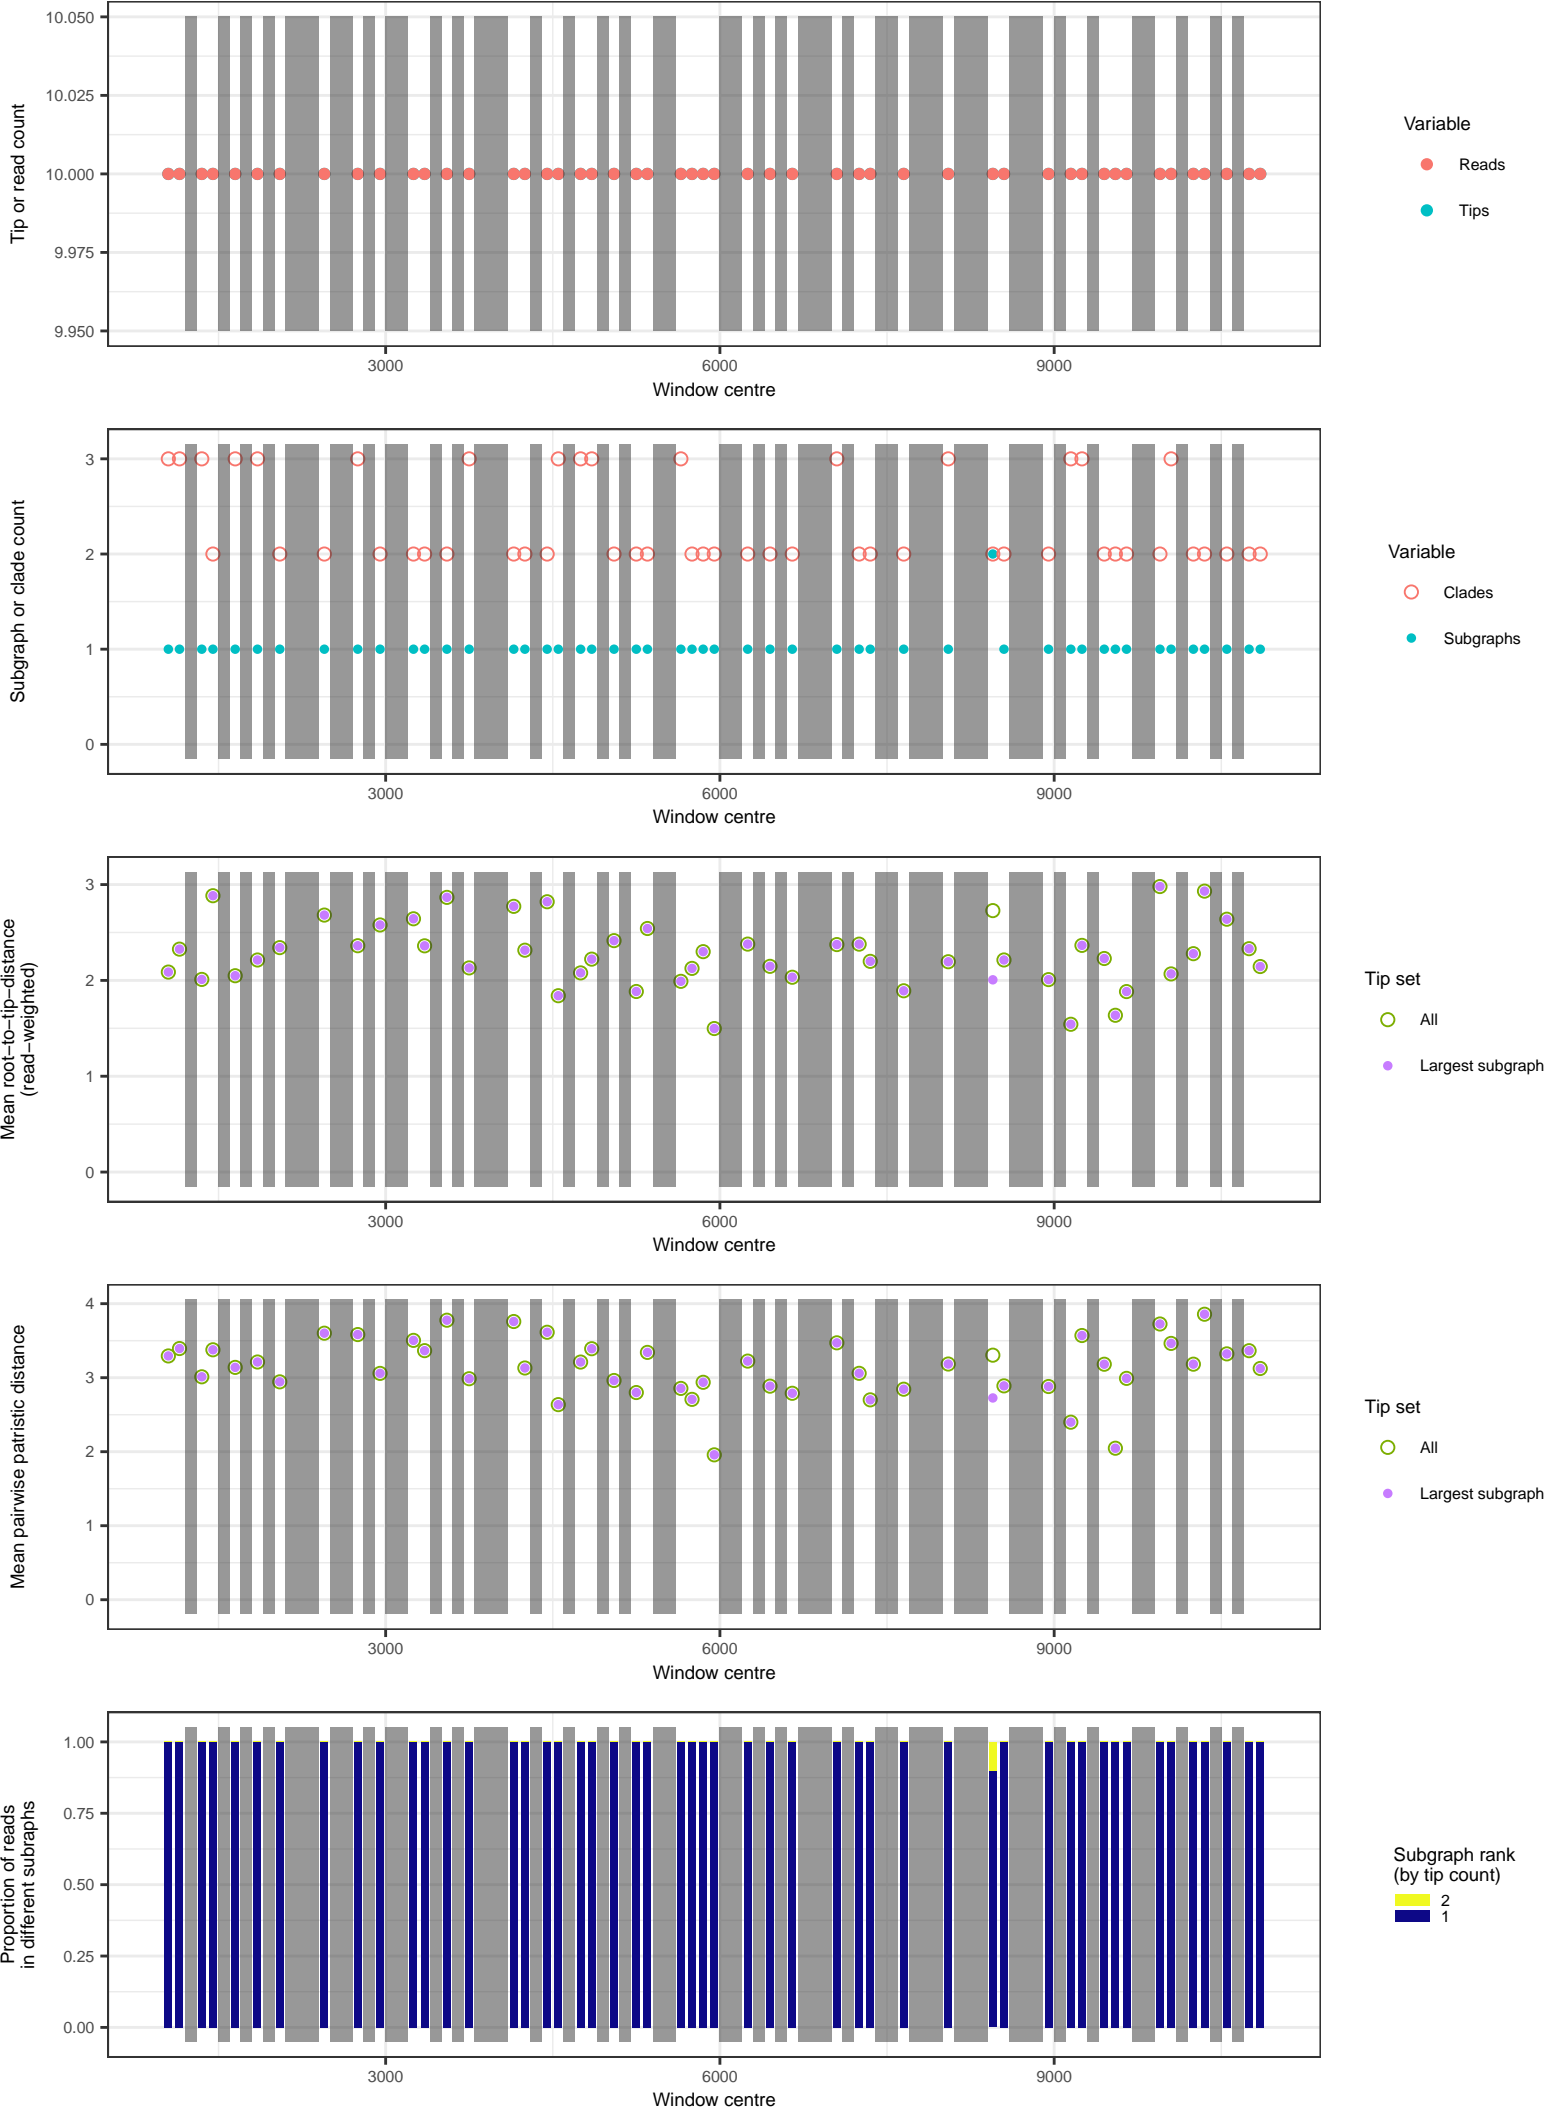 10.050
10.025
10.000
9.975
9.950
Tip or read count
3000
6000
9000
Window centre
Variable
Reads
Tips
3
2
1
0
Subgraph or clade count
3000
6000
9000
Window centre
Variable
Clades
Subgraphs
3
2
1
0
Mean root−to−tip−distance
(read−weighted)
3000
6000
9000
Window centre
Tip set
All
Largest subgraph
4
3
2
1
0
Mean pairwise patristic distance
3000
6000
9000
Window centre
Tip set
All
Largest subgraph
1.00
0.75
0.50
0.25
0.00
Proportion of reads
in different subraphs
3000
6000
9000
Window centre
Subgraph rank
(by tip count)
2
1